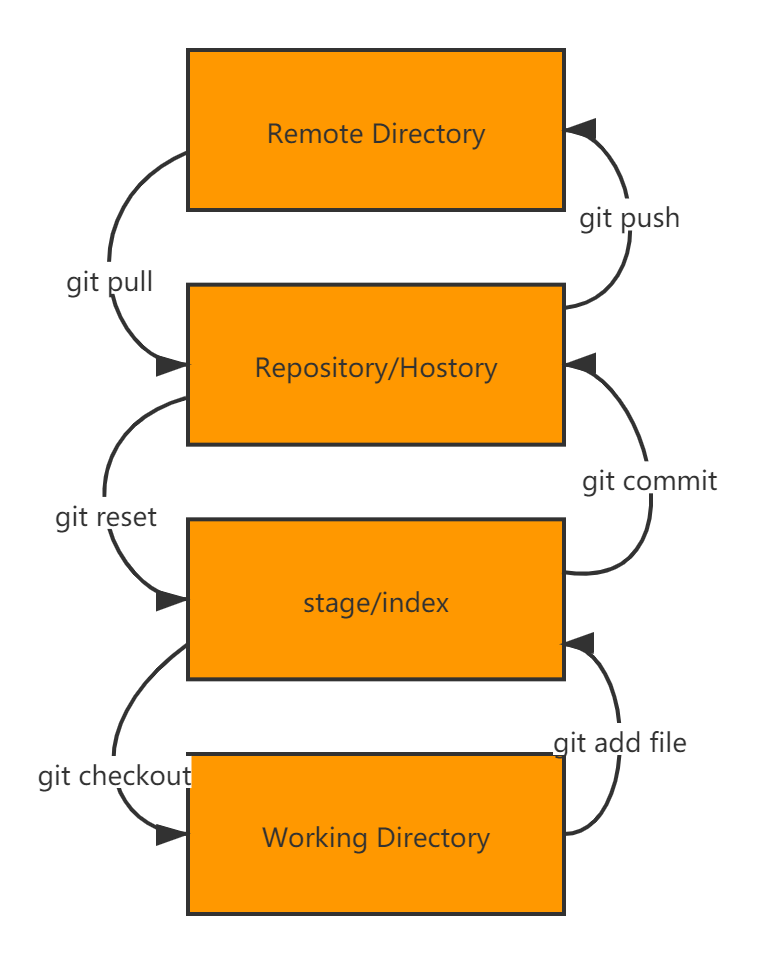 Remote Directory
git push
git pull
Repository/Hostory
git commit
git reset
stage/index
git add file
git checkout
Working Directory